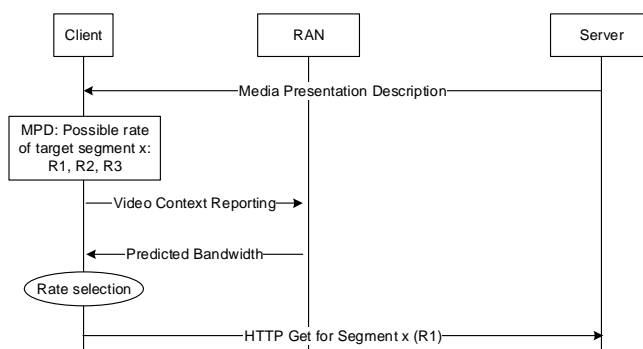 Client
RAN
Server
Media Presentation Description
MPD: Possible rate
of target segment x:
R1, R2, R3
Video Context Reporting
Predicted Bandwidth
Rate selection
HTTP Get for Segment x (R1)